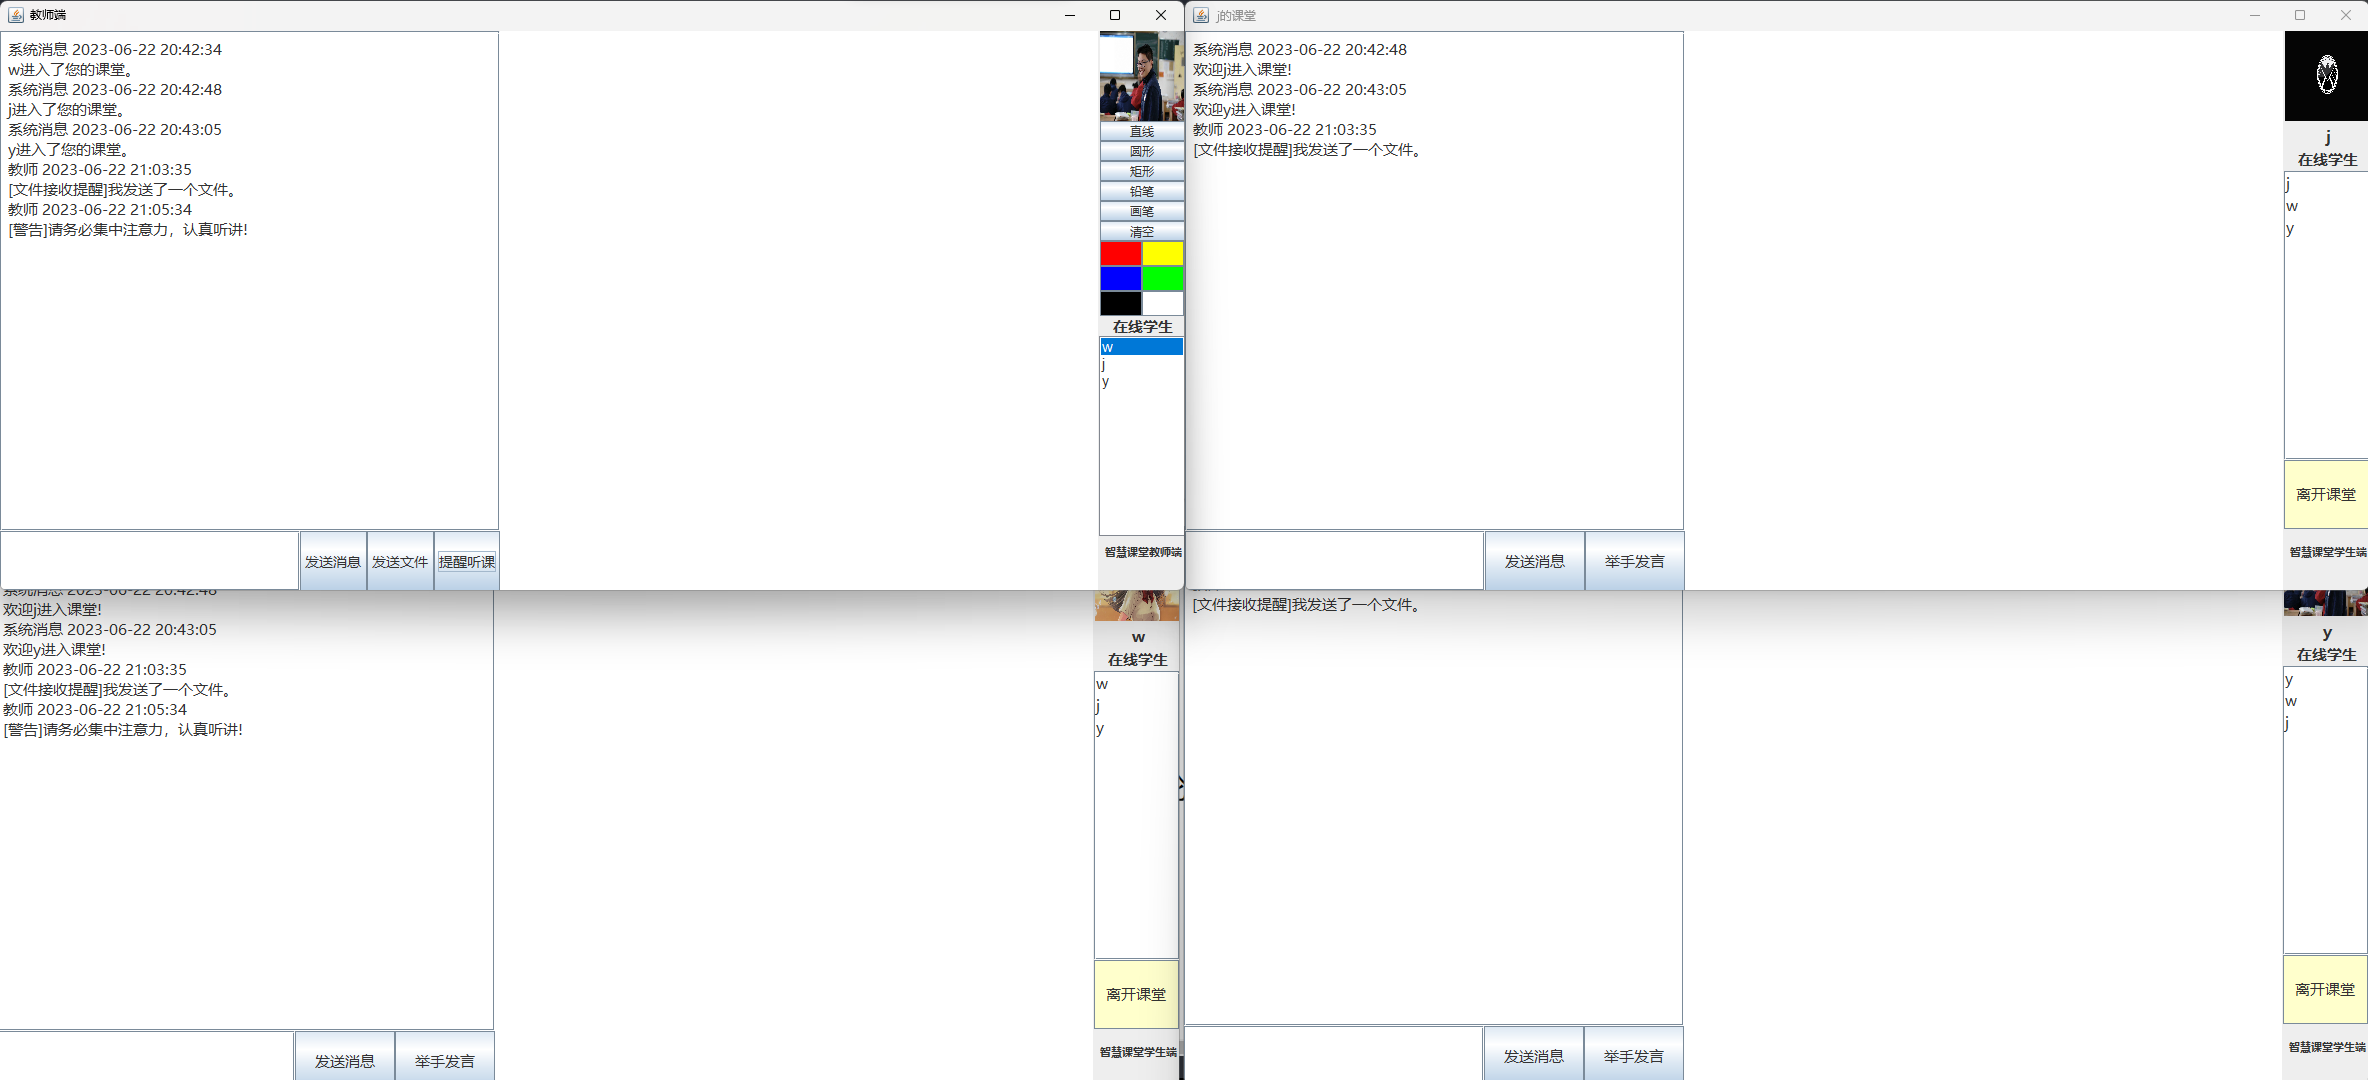 教师端
系统消息 2023-06-22 20:42:34
w进入了您的课堂。
系统消息 2023-06-22 20:42:48
j进入了您的课堂。
系统消息 2023-06-22 20:43:05
y进入了您的课堂。
教师 2023-06-22 21:03:35
[文件接收提醒]我发送了一个文件。
教师 2023-06-22 21:05:34
[警告]请务必集中注意力，认真听讲!
直线
圆形
矩形
铅笔
画笔
清空
在线学生
w
j
y
发送消息
发送文件
提醒听课
智慧课堂教师端
j的课堂
系统消息 2023-06-22 20:42:48
欢迎j进入课堂!
系统消息 2023-06-22 20:43:05
欢迎y进入课堂!
教师 2023-06-22 21:03:35
[文件接收提醒]我发送了一个文件。
j
在线学生
j
w
y
离开课堂
发送消息
举手发言
智慧课堂学生端
系统消息 2023-06-22 20:42:48
欢迎j进入课堂!
系统消息 2023-06-22 20:43:05
欢迎y进入课堂!
教师 2023-06-22 21:03:35
[文件接收提醒]我发送了一个文件。
教师 2023-06-22 21:05:34
[警告]请务必集中注意力，认真听讲!
w
在线学生
w
j
y
离开课堂
发送消息
举手发言
智慧课堂学生端
[文件接收提醒]我发送了一个文件。
y
在线学生
y
w
j
离开课堂
发送消息
举手发言
智慧课堂学生端